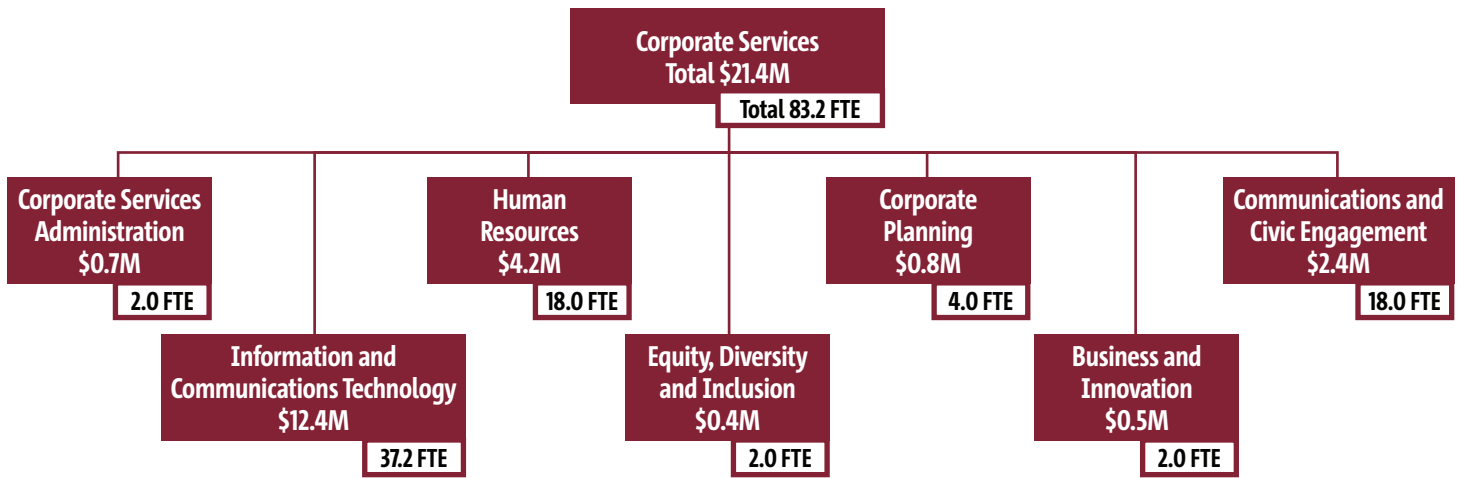 Corporate Services
Total $21.4M
Total 83.2 FTE
Corporate Services
Administration
$0.7M
2.0 FTE
Human
Resources
$4.2M
18.0 FTE
Corporate
Planning
$0.8M
4.0 FTE
Communications and
Civic Engagement
$2.4M
18.0 FTE
Information and
Communications Technology
$12.4M
37.2 FTE
Equity, Diversity
and Inclusion
$0.4M
2.0 FTE
Business and
Innovation
$0.5M
2.0 FTE